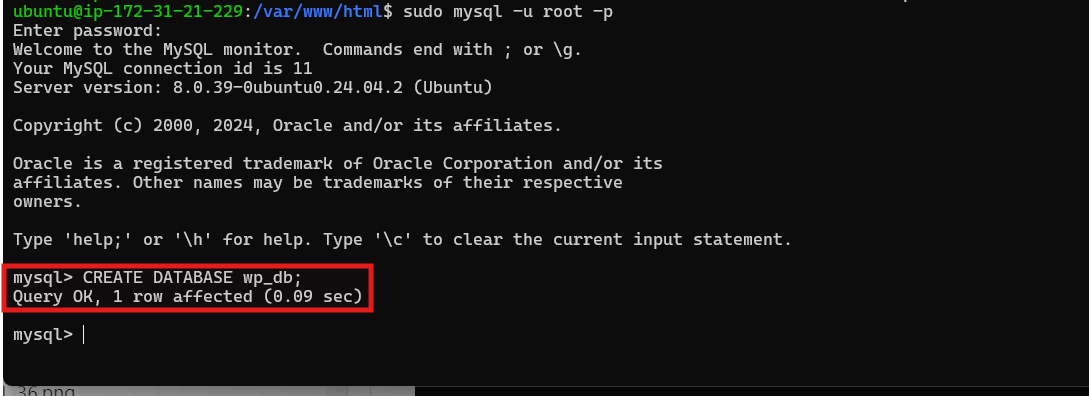 ubuntu@ip-172-31-21-229:/var/www/html$ sudo mysql -u root -p
Enter password:
Welcome to the MySQL monitor.  Commands end with ; or \g.
Your MySQL connection id is 11
Server version: 8.0.39-0ubuntu0.24.04.2 (Ubuntu)

Copyright (c) 2000, 2024, Oracle and/or its affiliates.

Oracle is a registered trademark of Oracle Corporation and/or its
affiliates. Other names may be trademarks of their respective
owners.

Type 'help;' or '\h' for help. Type '\c' to clear the current input statement.

mysql> CREATE DATABASE wp_db;
Query OK, 1 row affected (0.09 sec)

mysql>
36.png